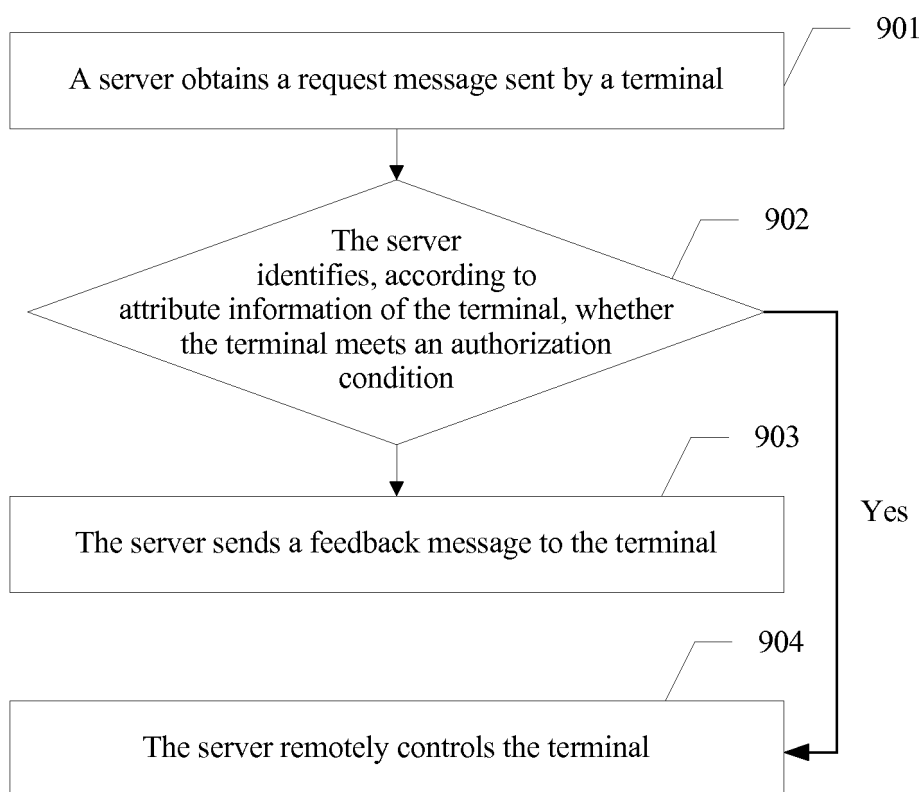 901
A server obtains a request message sent by a terminal
902
The server
identifies, according to
attribute information of the terminal, whether
the terminal meets an authorization
condition
903
The server sends a feedback message to the terminal
Yes
904
The server remotely controls the terminal